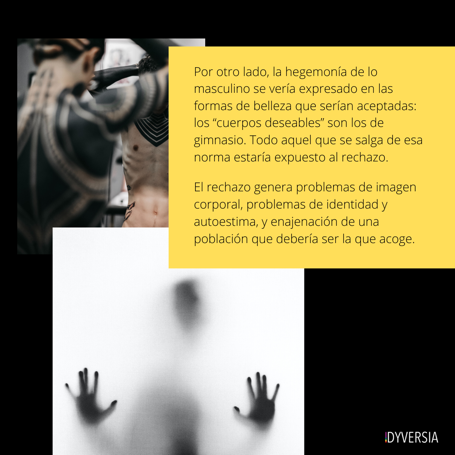 Por otro lado, la hegemonía de lo
masculino se vería expresado en las
formas de belleza que serían aceptadas:
los “cuerpos deseables” son los de
gimnasio. Todo aquel que se salga de esa
norma estaría expuesto al rechazo.
El rechazo genera problemas de imagen
corporal, problemas de identidad y
autoestima, y enajenación de una
población que debería ser la que acoge.
DYVERSIA